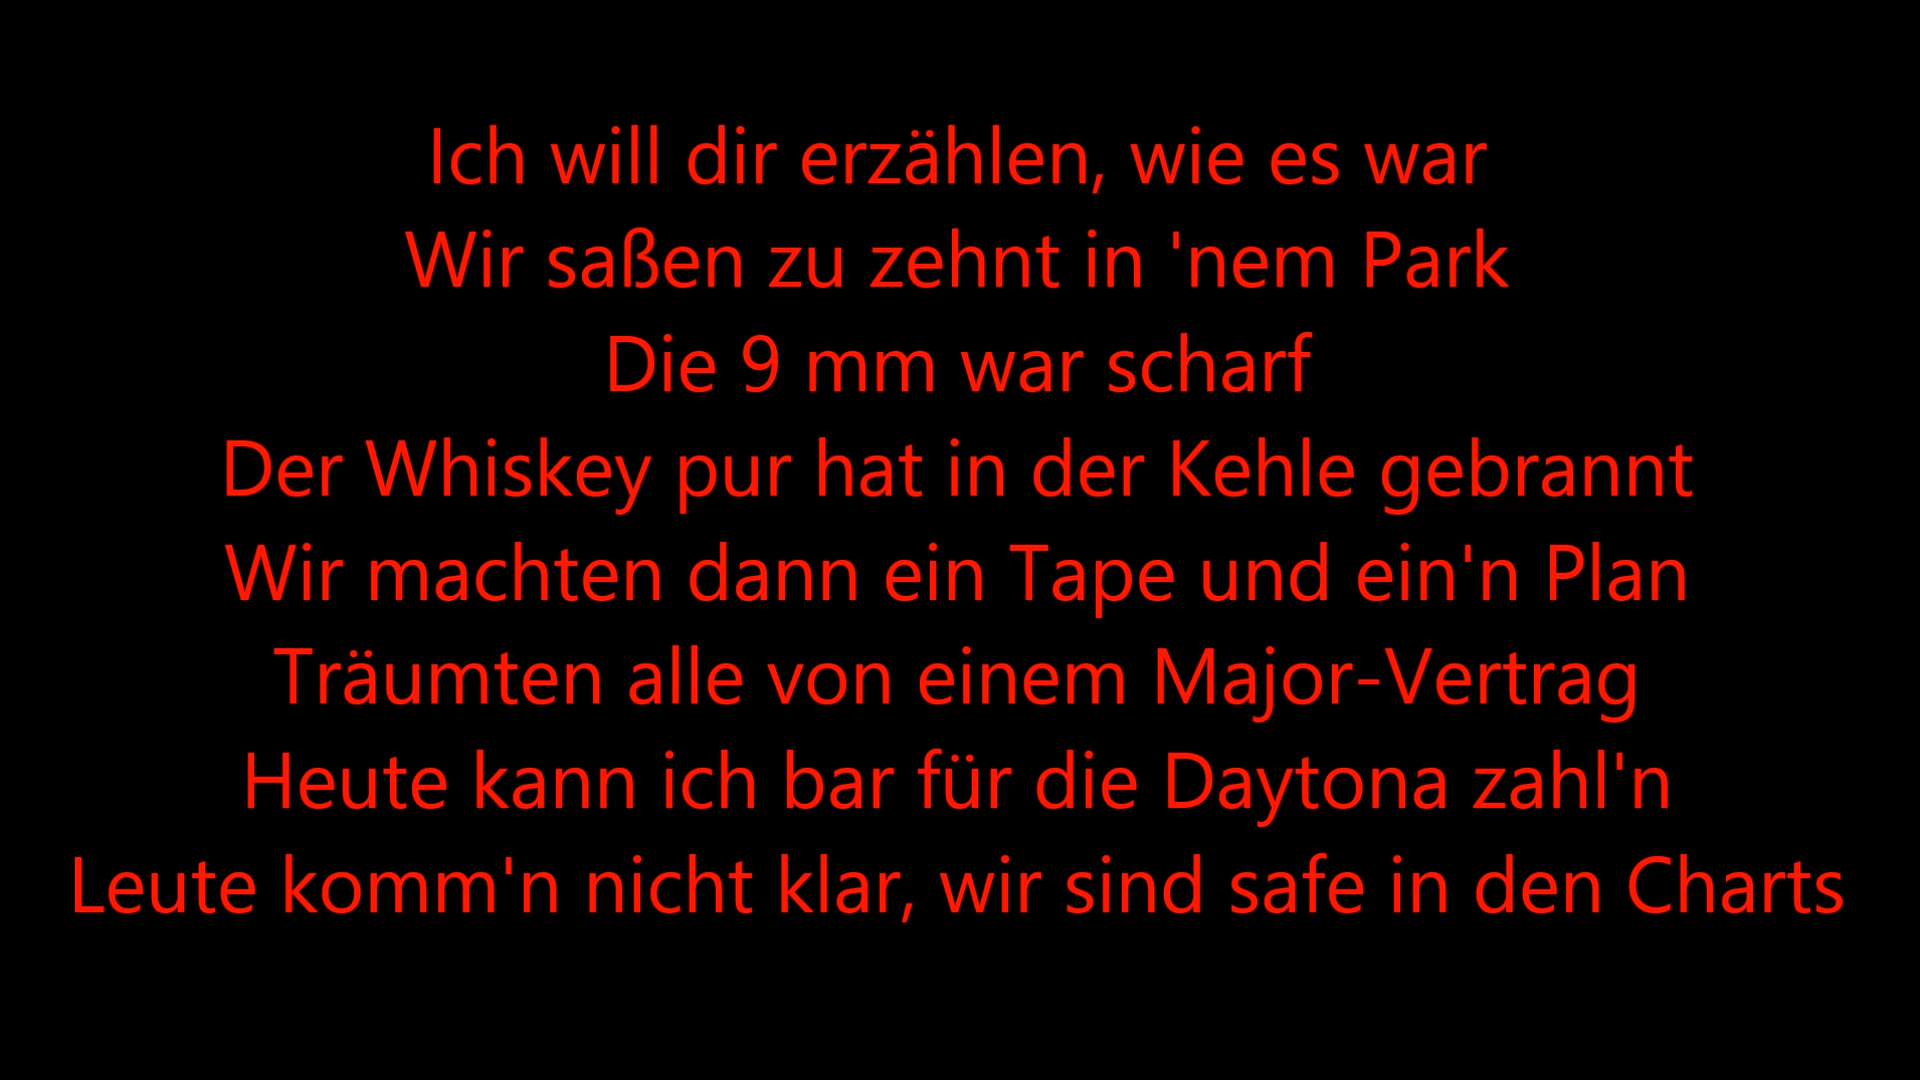 Ich will dir erzählen, wie es war
Wir saßen zu zehnt in 'nem Park
Die 9 mm war scharf
Der Whiskey pur hat in der Kehle gebrannt
Wir machten dann ein Tape und ein'n Plan
Träumten alle von einem Major-Vertrag
Heute kann ich bar für die Daytona zahl'n
Leute komm'n nicht klar, wir sind safe in den Charts